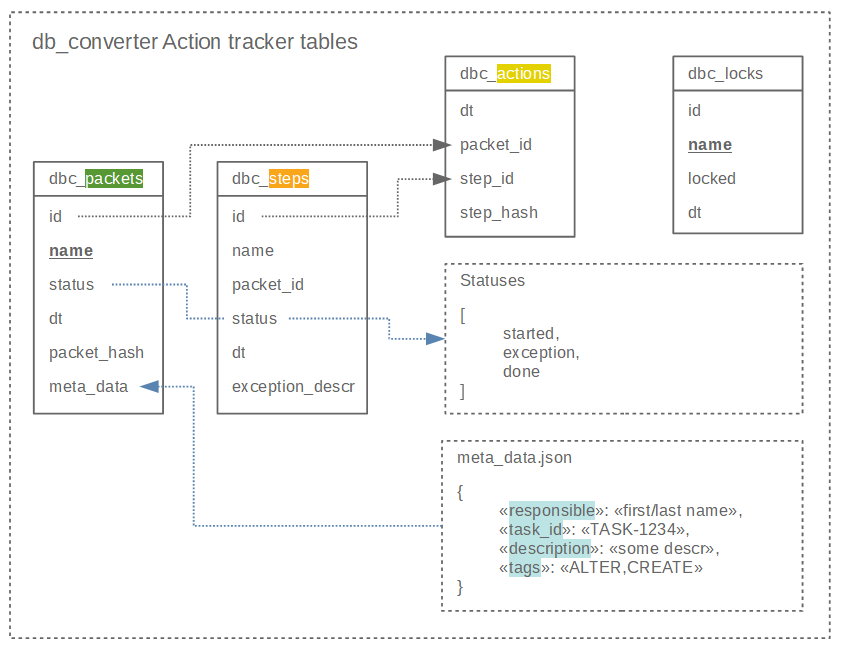 db_converter Action tracker tables
dbc_packets
id
name
status
dt
packet_hash
meta_data
dbc_steps
id
name
packet_id
status
dt
exception_descr
dbc_actions
dt
packet_id
step_id
step_hash
dbc_locks
id
name
locked
dt
Statuses
[
started,
exception,
done
]
meta_data.json
{
«responsible»: «first/last name»,
«task_id»: «TASK-1234»,
«description»: «some descr»,
«tags»: «ALTER,CREATE»
}